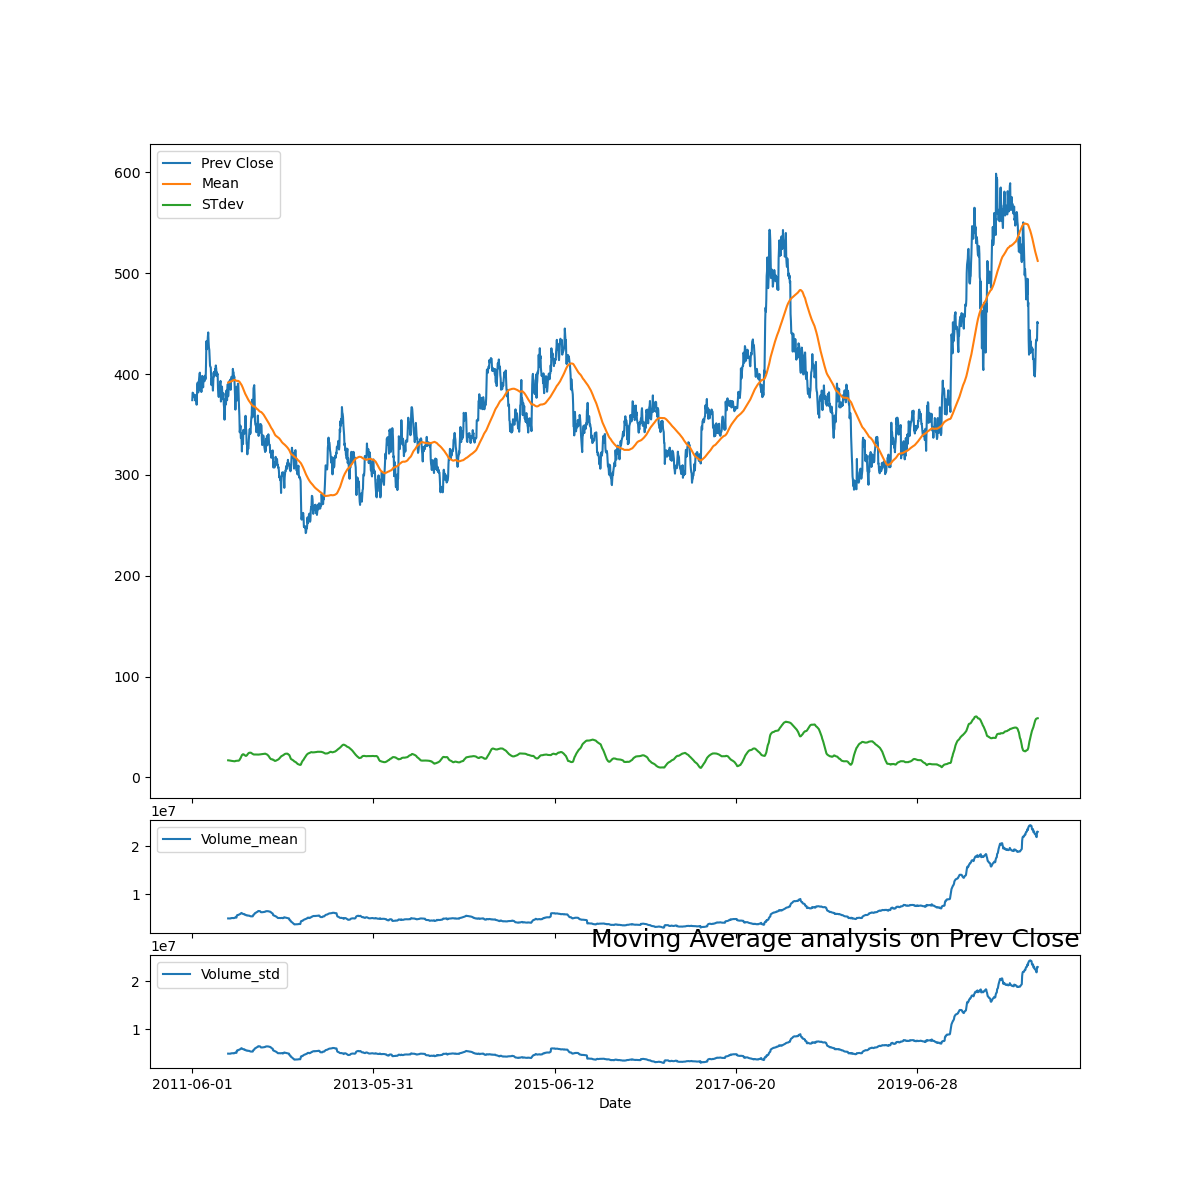 Prev Close
Mean
STdev
600
500
400
300
200
100
0
1e7
Volume_mean
2
1
Moving Average analysis on Prev Close
1e7
Volume_std
2
1
2011-06-01 2013-05-31 2015-06-12 2017-06-20 2019-06-28
Date